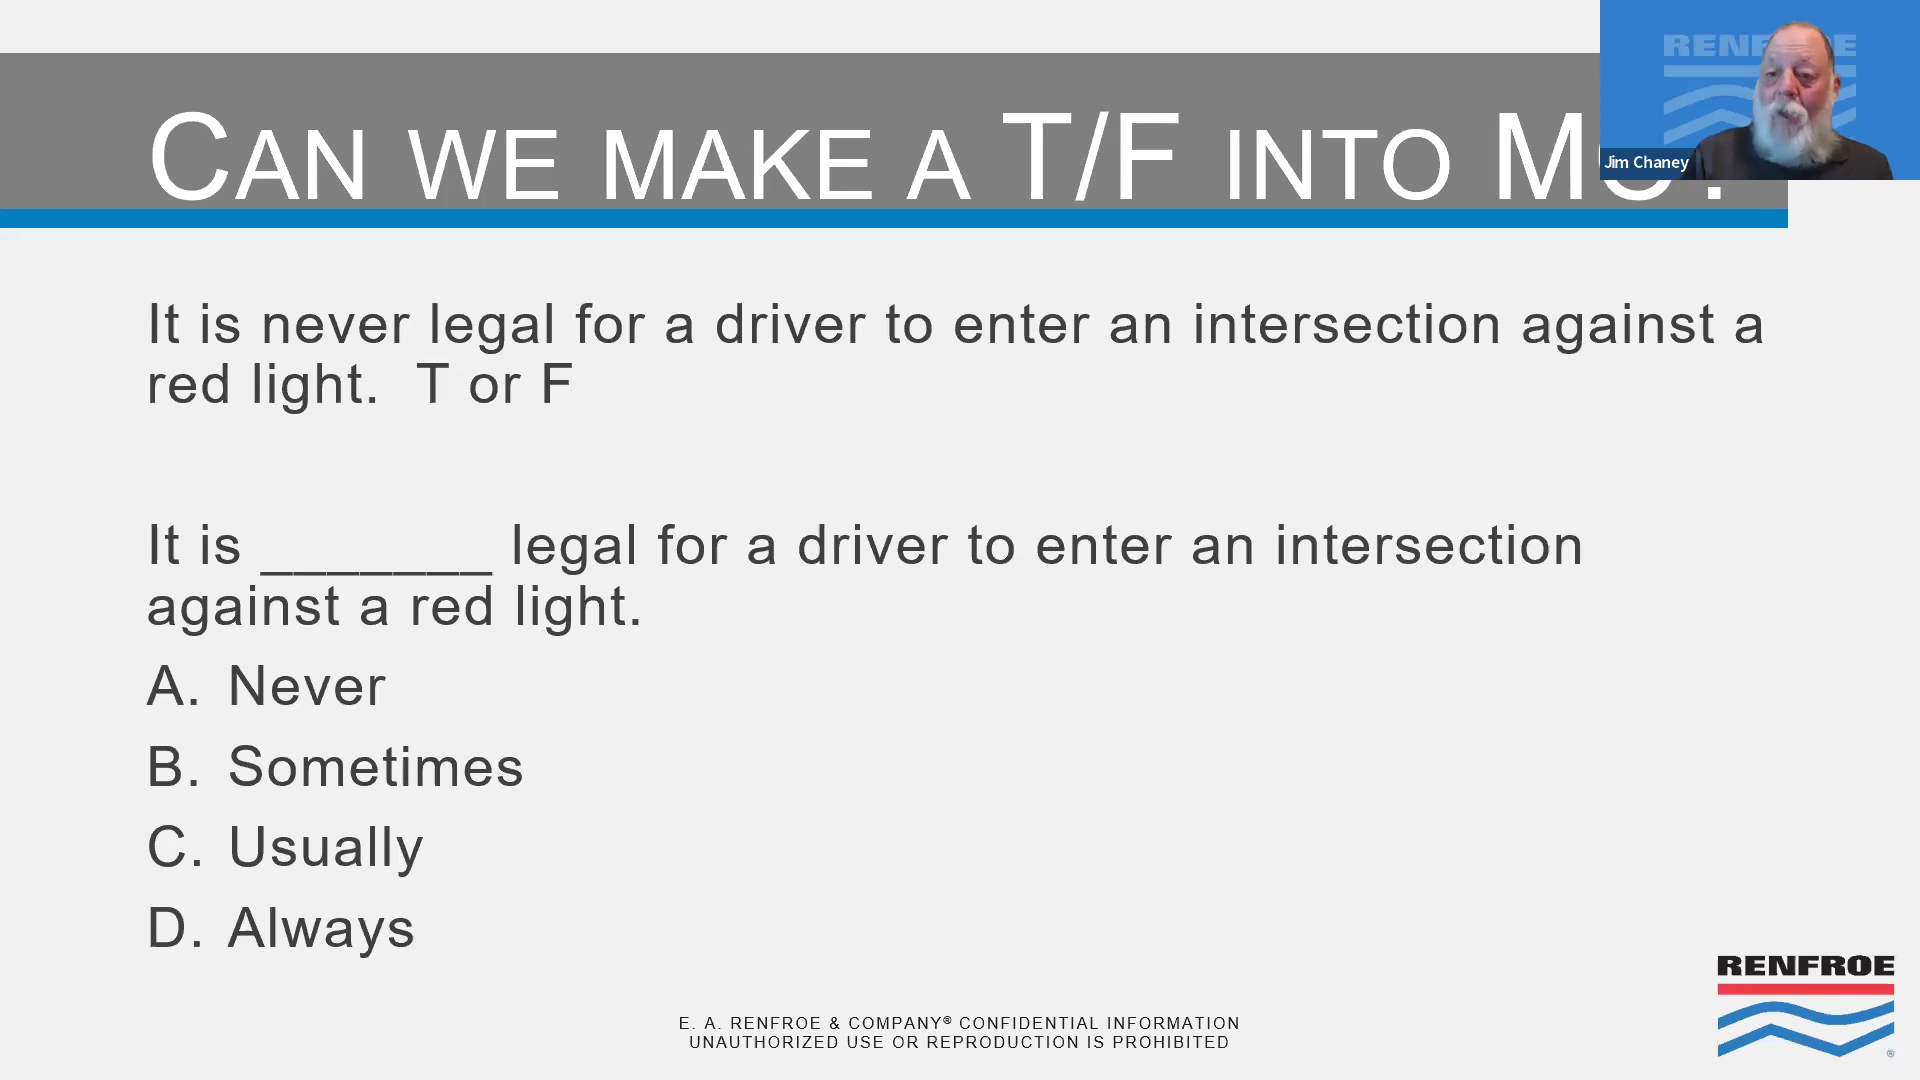 CAN WE MAKE A T/F INTO
Jim Chaney
It is never legal for a driver to enter an intersection against a
red light. T or F
It is _______ legal for a driver to enter an intersection
against a red light.
A. Never
B. Sometimes
C. Usually
D. Always
RENFROE
®
E. A. RENFROE & COMPANY® CONFIDENTIAL INFORMATION
UNAUTHORIZED USE OR REPRODUCTION IS PROHIBITED